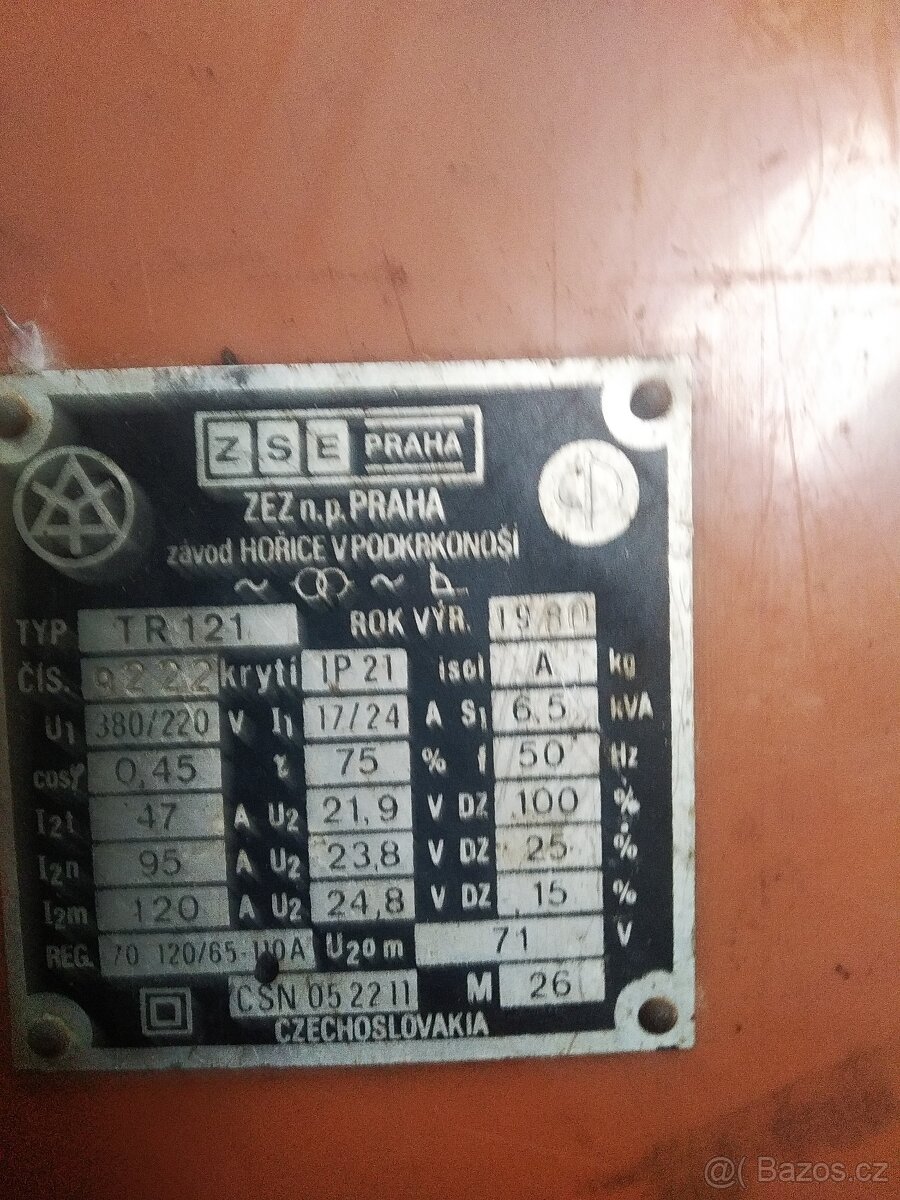 ZSE PRAHA
ZEZ n.p. PRAHA
závod HOŘICE V PODKRKONOŠÍ
TYP TR 121 ROK VÝR. 1980
ČÍS. 9222 krytí IP 21 isol A kg
U1 380/220 V I1 17/24 A S1 6.5 kVA
cosφ 0,45 75 % f 50 Hz
I2t 47 A U2 21,9 V DZ 100 %
I2n 95 A U2 23,8 V DZ 25 %
I2m 120 A U2 24,8 V DZ 15 %
REG. 70 120/65-110A U20m 71 V
ČSN 05 2211 M 26
CZECHOSLOVAKIA
@( Bazos.cz